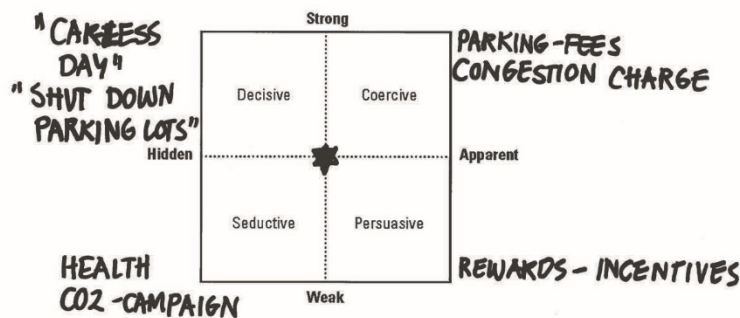 "CARLESS
DAY"
"SHUT DOWN
PARKING LOTS"
Strong
PARKING-FEES
CONGESTION CHARGE
Decisive
Coercive
Hidden
Apparent
Seductive
Persuasive
HEALTH
CO2-CAMPAIGN
Weak
REWARDS-INCENTIVES